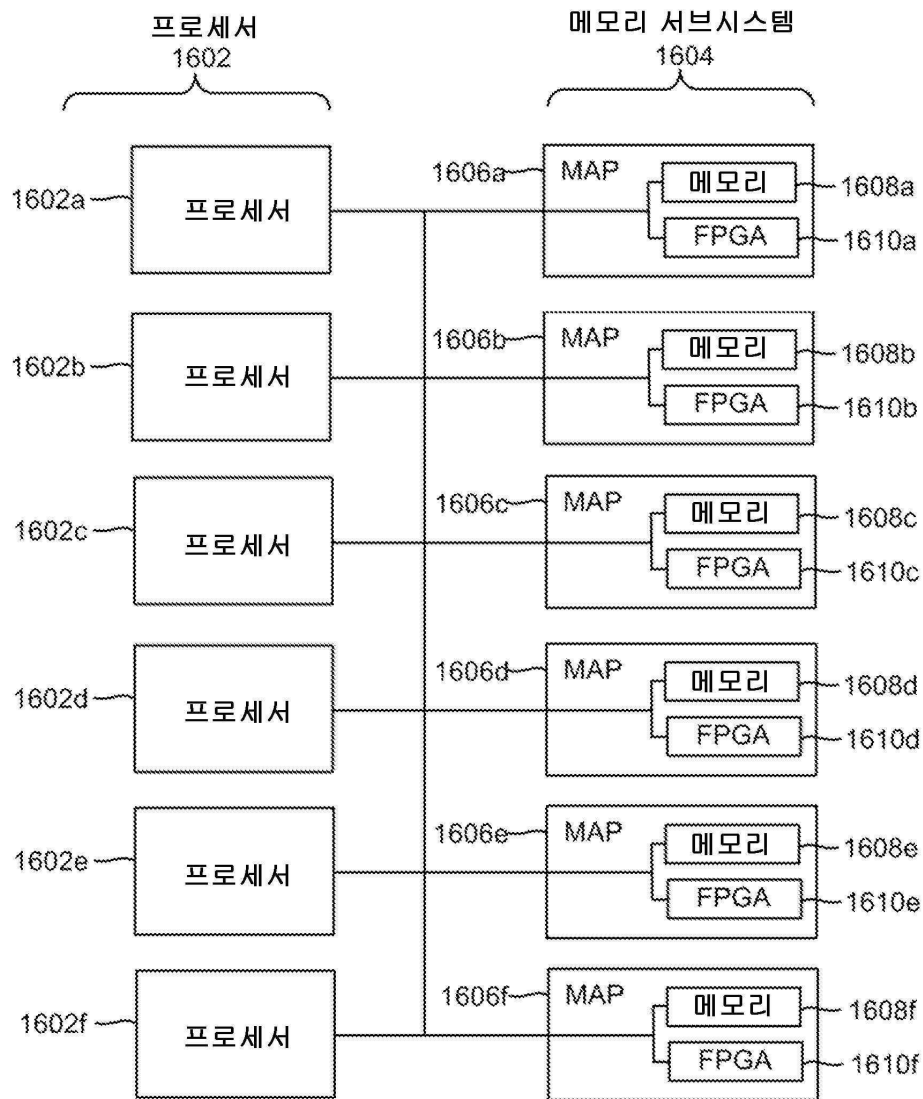 프로세서
1602
메모리 서브시스템
1604
1602a
프로세서
1606a
MAP
메모리
1608a
FPGA
1610a
1602b
프로세서
1606b
MAP
메모리
1608b
FPGA
1610b
1602c
프로세서
1606c
MAP
메모리
1608c
FPGA
1610c
1602d
프로세서
1606d
MAP
메모리
1608d
FPGA
1610d
1602e
프로세서
1606e
MAP
메모리
1608e
FPGA
1610e
1602f
프로세서
1606f
MAP
메모리
1608f
FPGA
1610f